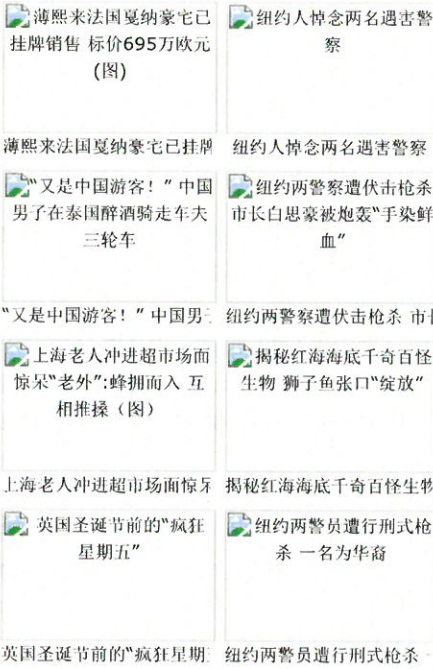 薄熙来法国戛纳豪宅已
挂牌销售 标价695万欧元
(图)
薄熙来法国戛纳豪宅已挂牌
纽约人悼念两名遇害警
察
纽约人悼念两名遇害警察
“又是中国游客！”中国
男子在泰国醉酒骑走车夫
三轮车
“又是中国游客！”中国男
纽约两警察遭伏击枪杀
市长白思豪被炮轰“手染鲜
血”
纽约两警察遭伏击枪杀 市
上海老人冲进超市场面
惊呆“老外”:蜂拥而入 互
相推搡（图）
上海老人冲进超市场面惊呆
揭秘红海海底千奇百怪
生物 狮子鱼张口“绽放”
揭秘红海海底千奇百怪生物
英国圣诞节前的“疯狂
星期五”
英国圣诞节前的“疯狂星期
纽约两警员遭行刑式枪
杀 一名为华裔
纽约两警员遭行刑式枪杀